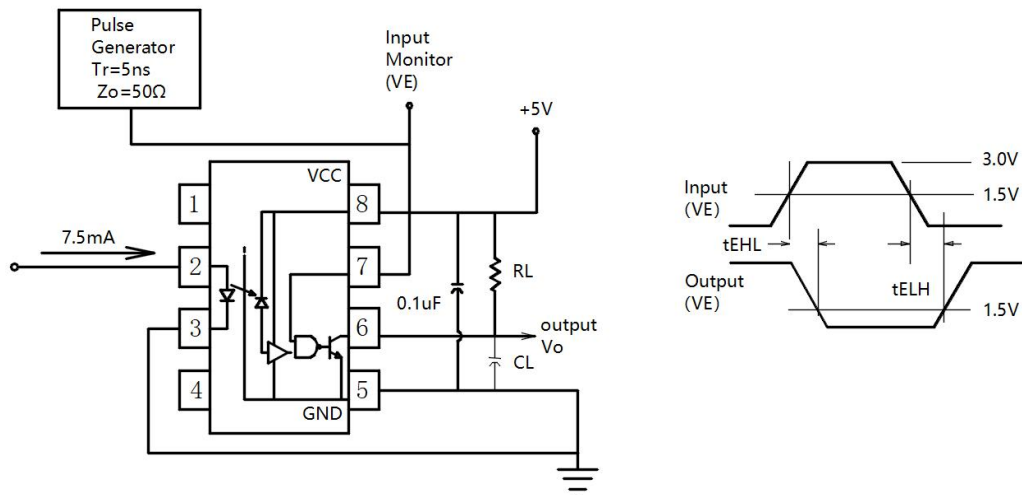 Pulse
Generator
Tr=5ns
Zo=50Ω
Input
Monitor
(VE)
+5V
VCC
1
8
7.5mA
2
7
RL
0.1uF
3
6
output
Vo
CL
4
5
GND
3.0V
Input
(VE)
1.5V
tEHL
Output
(VE)
tELH
1.5V